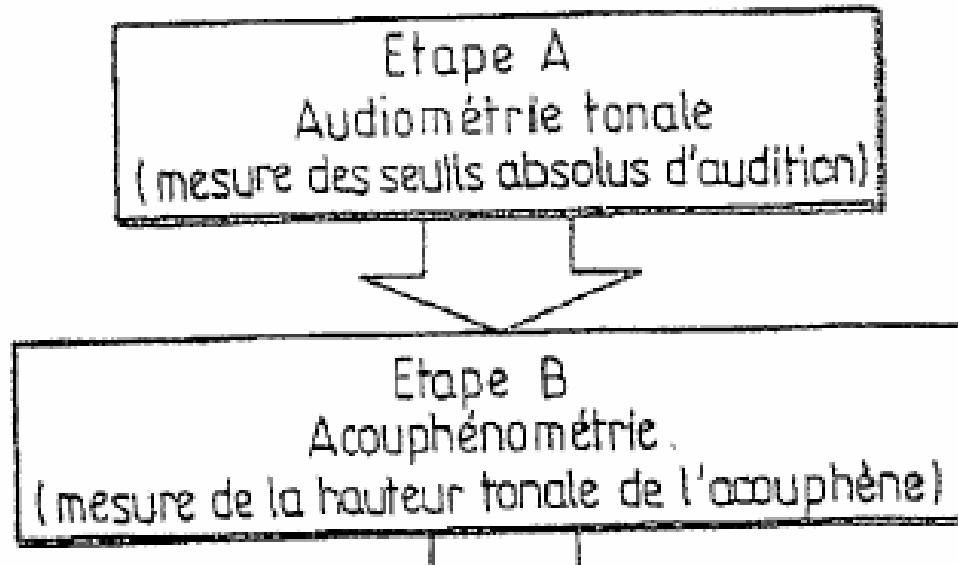 Etape A
Audiométrie tonale
(mesure des seuils absolus d'audition)
Etape B
Acouphénométrie.
(mesure de la hauteur tonale de l'acouphène)